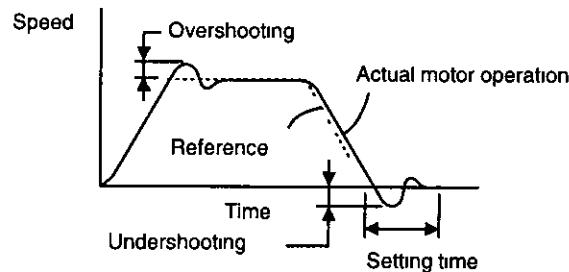 Speed
Overshooting
Actual motor operation
Reference
Time
Undershooting
Setting time